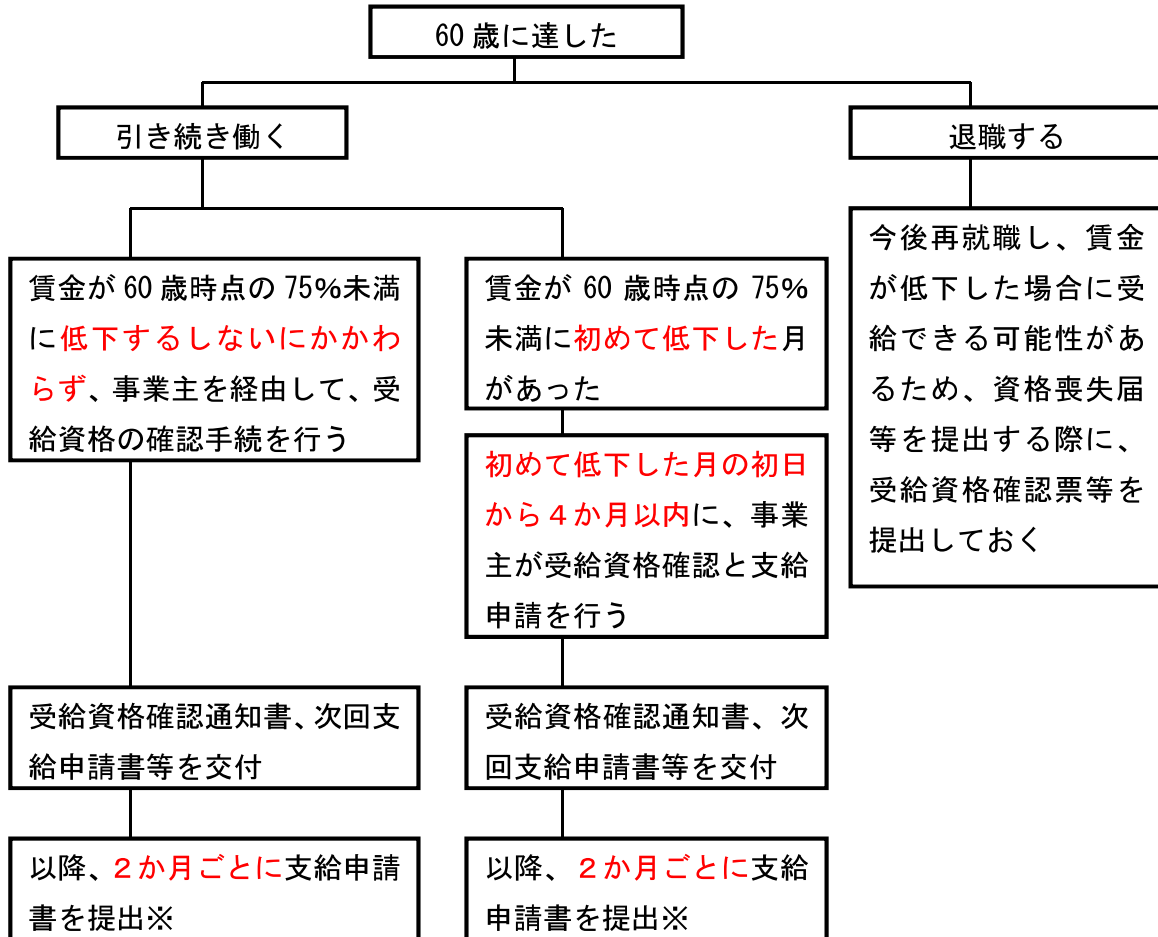 60歳に達した
引き続き働く
退職する
賃金が60歳時点の75%未満
に低下するしないにかかわ
らず、事業主を経由して、受
給資格の確認手続を行う
賃金が60歳時点の75%
未満に初めて低下した月
があった
初めて低下した月の初日
から４か月以内に、事業
主が受給資格確認と支給
申請を行う
今後再就職し、賃金
が低下した場合に受
給できる可能性があ
るため、資格喪失届
等を提出する際に、
受給資格確認票等を
提出しておく
受給資格確認通知書、次回支
給申請書等を交付
受給資格確認通知書、次
回支給申請書等を交付
以降、２か月ごとに支給申請
書を提出※
以降、２か月ごとに支給
申請書を提出※